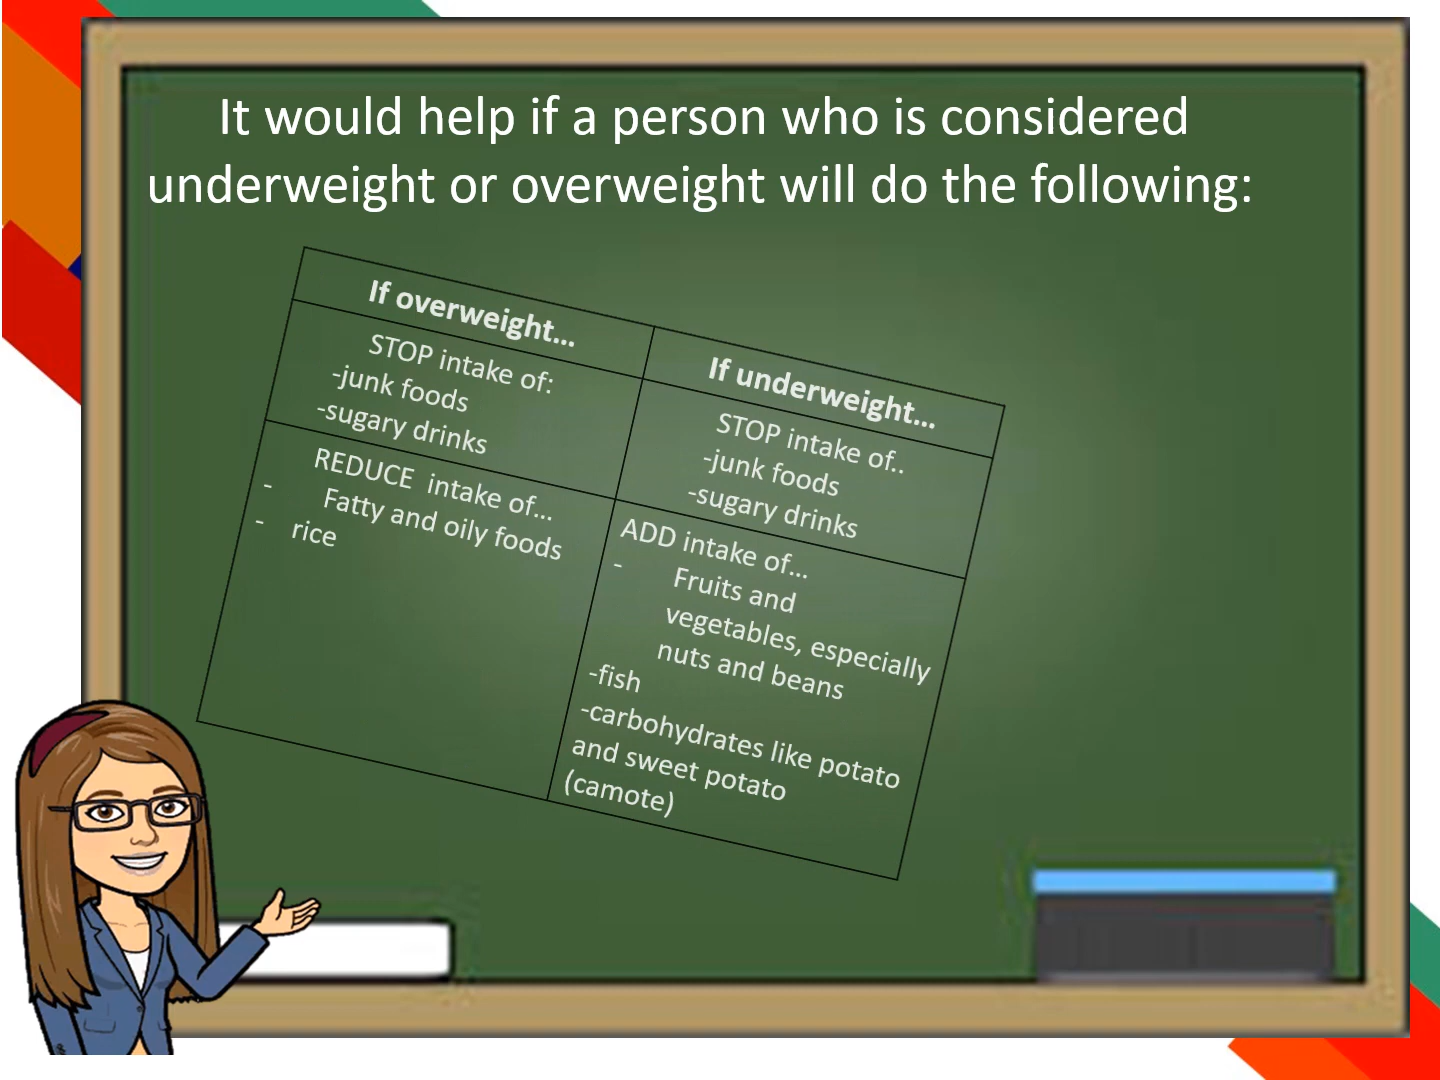 It would help if a person who is considered
underweight or overweight will do the following:
If overweight...
If underweight...
STOP intake of:
-junk foods
-sugary drinks
STOP intake of..
-junk foods
-sugary drinks
REDUCE intake of...
- Fatty and oily foods
- rice
ADD intake of...
- Fruits and
vegetables, especially
nuts and beans
-fish
-carbohydrates like potato
and sweet potato
(camote)